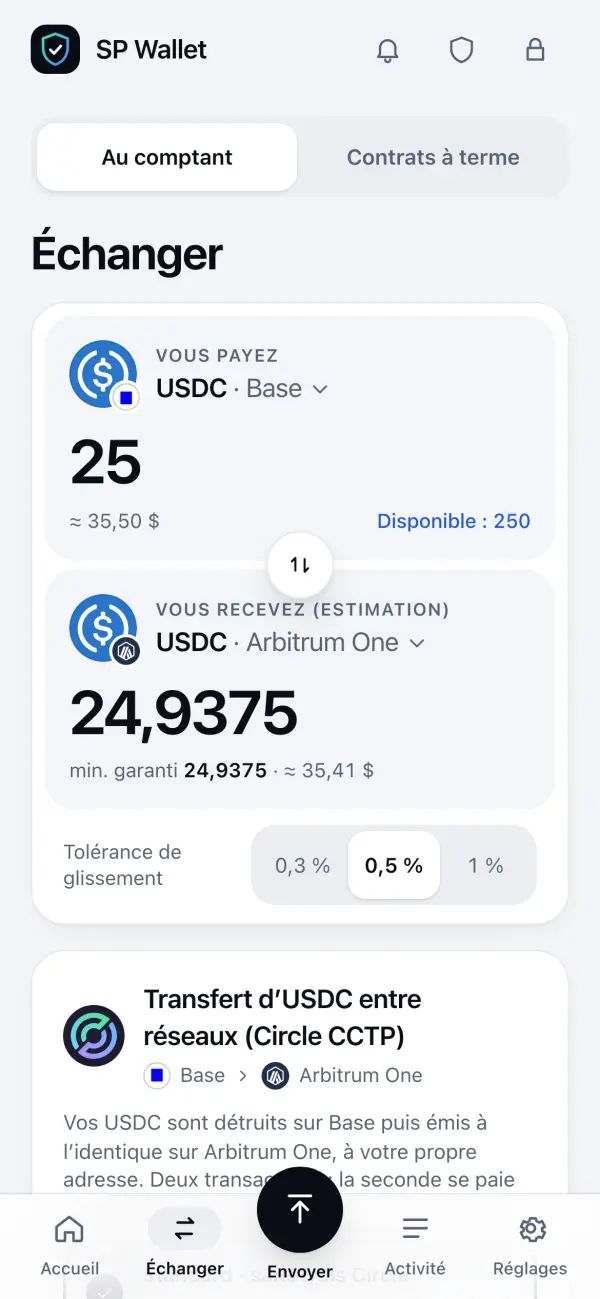 SP Wallet
Au comptant
Contrats à terme
Échanger
VOUS PAYEZ
USDC · Base
25
≈ 35,50 $
Disponible : 250
VOUS RECEVEZ (ESTIMATION)
USDC · Arbitrum One
24,9375
min. garanti 24,9375 · ≈ 35,41 $
Tolérance de
glissement
0,3 %
0,5 %
1 %
Transfert d’USDC entre
réseaux (Circle CCTP)
Base > Arbitrum One
Vos USDC sont détruits sur Base puis émis à
l’identique sur Arbitrum One, à votre propre
adresse. Deux la seconde se paie
Accueil
Échanger
Envoyer
Activité
Réglages